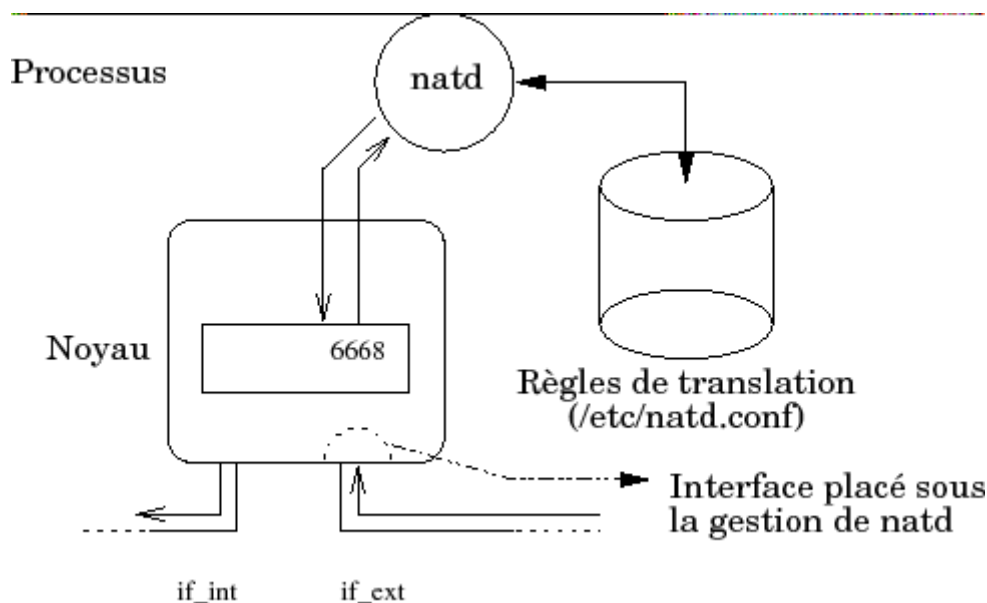 Processus
natd
Noyau
6668
Règles de translation
(/etc/natd.conf)
Interface placé sous
la gestion de natd
if_int
if_ext